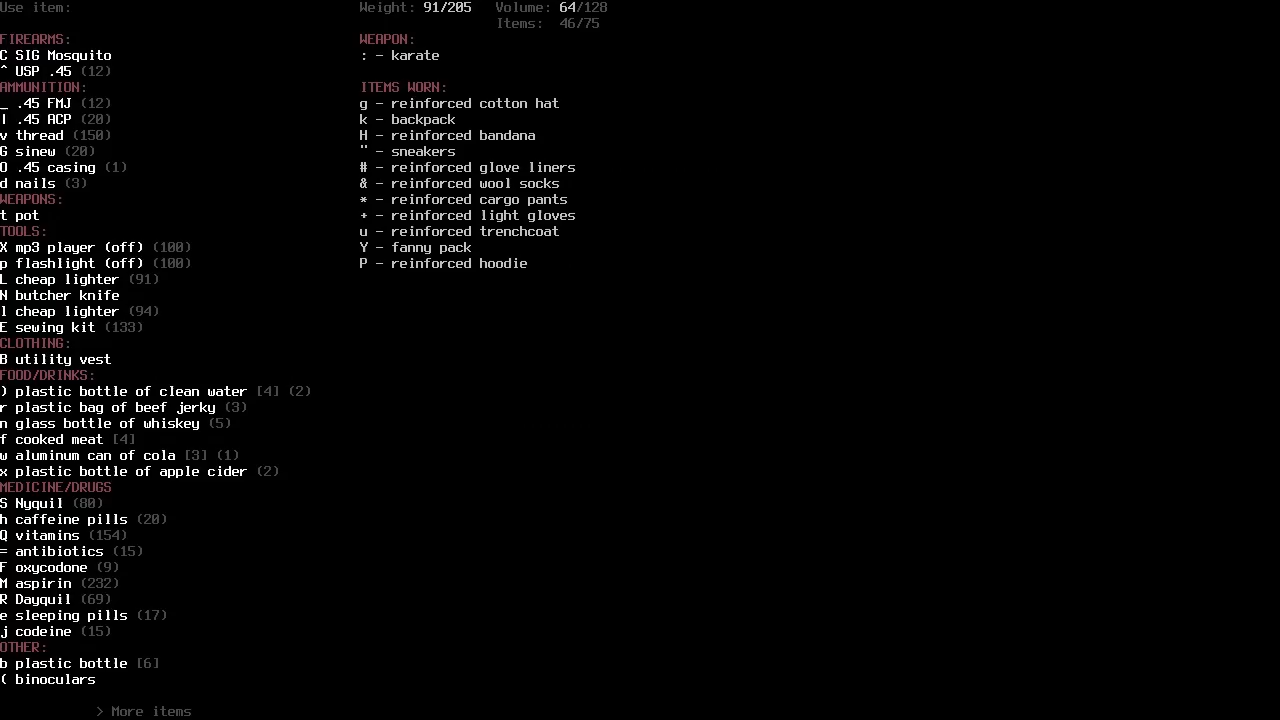 Use item:
Weight: 91/205   Volume: 64/128
Items:  46/75
FIREARMS:
C SIG Mosquito
^ USP .45 (12)
AMMUNITION:
_ .45 FMJ (12)
| .45 ACP (20)
v thread (150)
G sinew (20)
O .45 casing (1)
d nails (3)
WEAPONS:
t pot
TOOLS:
X mp3 player (off) (100)
p flashlight (off) (100)
L cheap lighter (91)
N butcher knife
l cheap lighter (94)
E sewing kit (133)
CLOTHING:
B utility vest
FOOD/DRINKS:
) plastic bottle of clean water [4] (2)
r plastic bag of beef jerky (3)
n glass bottle of whiskey (5)
f cooked meat [4]
w aluminum can of cola [3] (1)
x plastic bottle of apple cider (2)
MEDICINE/DRUGS
S Nyquil (80)
h caffeine pills (20)
Q vitamins (154)
= antibiotics (15)
F oxycodone (9)
M aspirin (232)
R Dayquil (69)
e sleeping pills (17)
j codeine (15)
OTHER:
b plastic bottle [6]
( binoculars
> More items
WEAPON:
: - karate
ITEMS WORN:
g - reinforced cotton hat
k - backpack
H - reinforced bandana
" - sneakers
# - reinforced glove liners
& - reinforced wool socks
* - reinforced cargo pants
+ - reinforced light gloves
u - reinforced trenchcoat
Y - fanny pack
P - reinforced hoodie